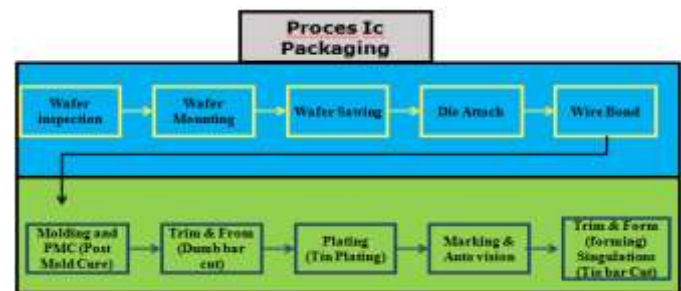 Proces Ic
Packaging
Wafer
inspection
Wafer
Mounting
Wafer Sawing
Die Attach
Wire Bond
Molding and
PMC (Post
Mold Cure)
Trim & From
(Dumb bar
cut)
Plating
(Tin Plating)
Marking &
Auto vision
Trim & Form
(forming)
Singulations
(Tie bar Cut)